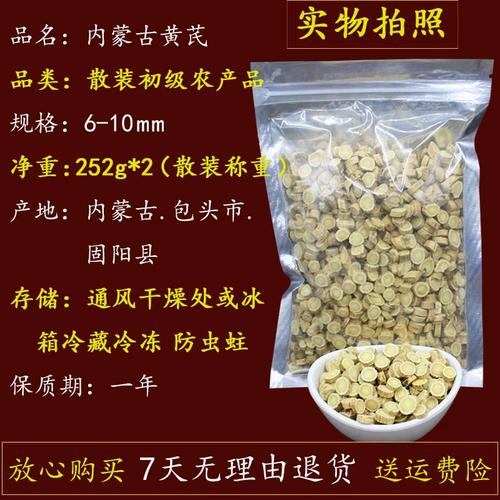 实物拍照
品名：内蒙古黄芪
品类：散装初级农产品
规格：6-10mm
净重:252g*2（散装称重）
产地：内蒙古.包头市.
固阳县
存储：通风干燥处或冰
箱冷藏冷冻 防虫蛀
保质期：一年
放心购买 7天无理由退货 送运费险